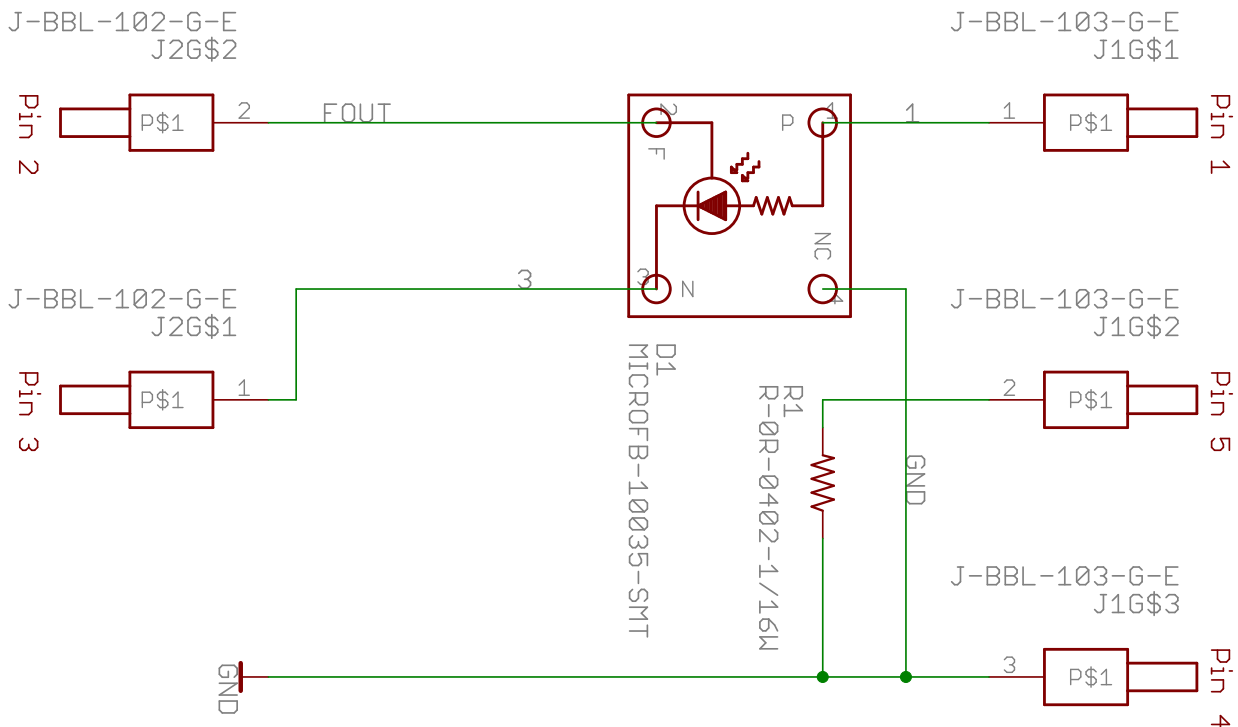 J-BBL-102-G-E
J2G$2
J-BBL-103-G-E
J1G$1
Pin 2
P$1
2
FOUT
2
F
P
1
1
1
P$1
Pin 1
NC
3
3
N
4
J-BBL-102-G-E
J2G$1
J-BBL-103-G-E
J1G$2
Pin 3
P$1
1
D1
MICROFB-10035-SMT
R1
R-0R-0402-1/16W
2
P$1
Pin 5
GND
J-BBL-103-G-E
J1G$3
GND
3
P$1
Pin 4